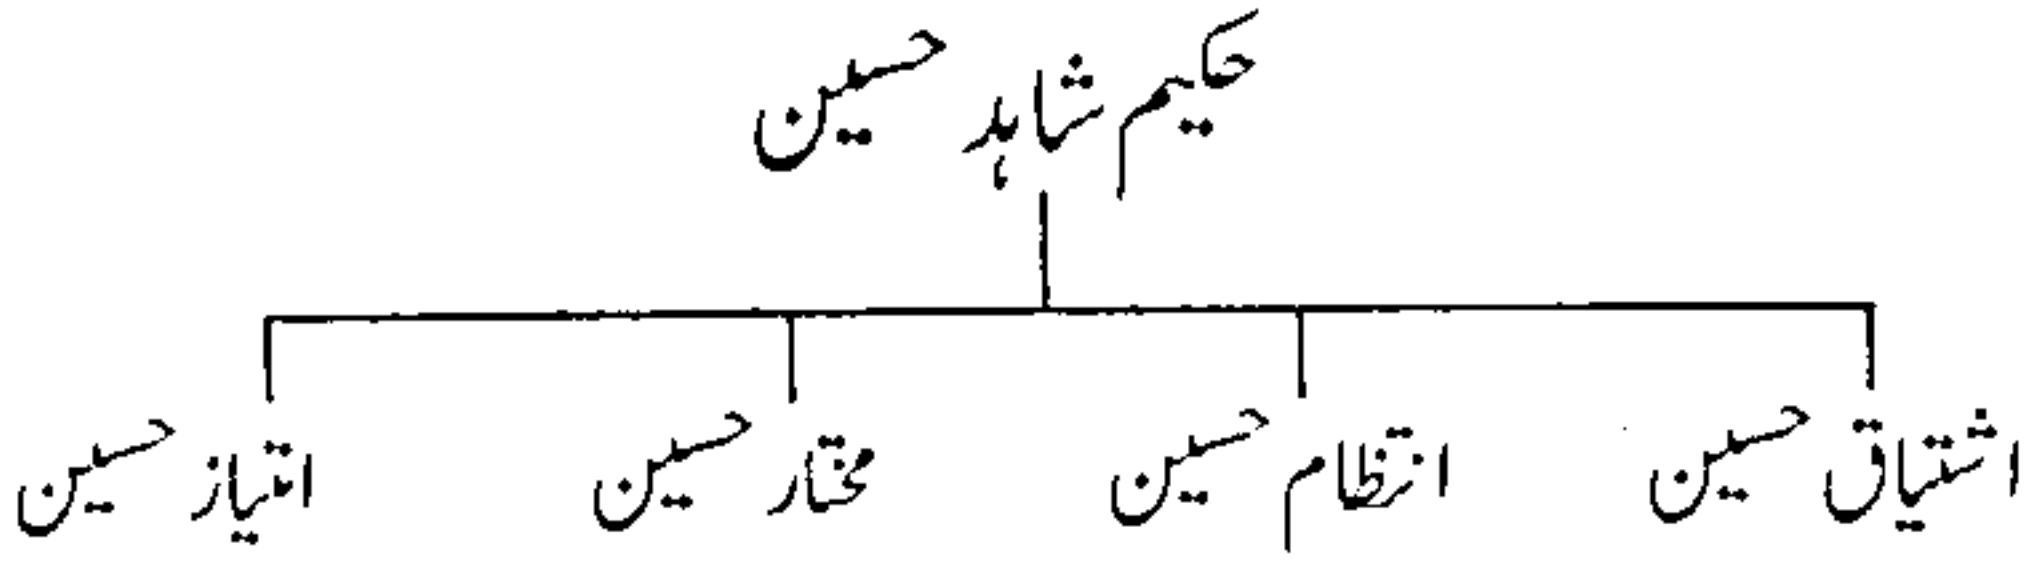 حکیم شاہد حسین
اشتیاق حسین
انتظام حسین
مختار حسین
امتیاز حسین